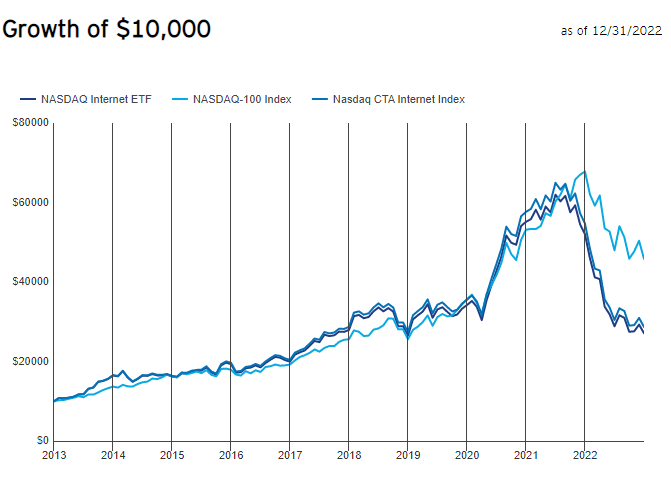 Growth of $10,000
as of 12/31/2022
NASDAQ Internet ETF NASDAQ-100 Index Nasdaq CTA Internet Index
$80000
$60000
$40000
$20000
$0
2013 2014 2015 2016 2017 2018 2019 2020 2021 2022